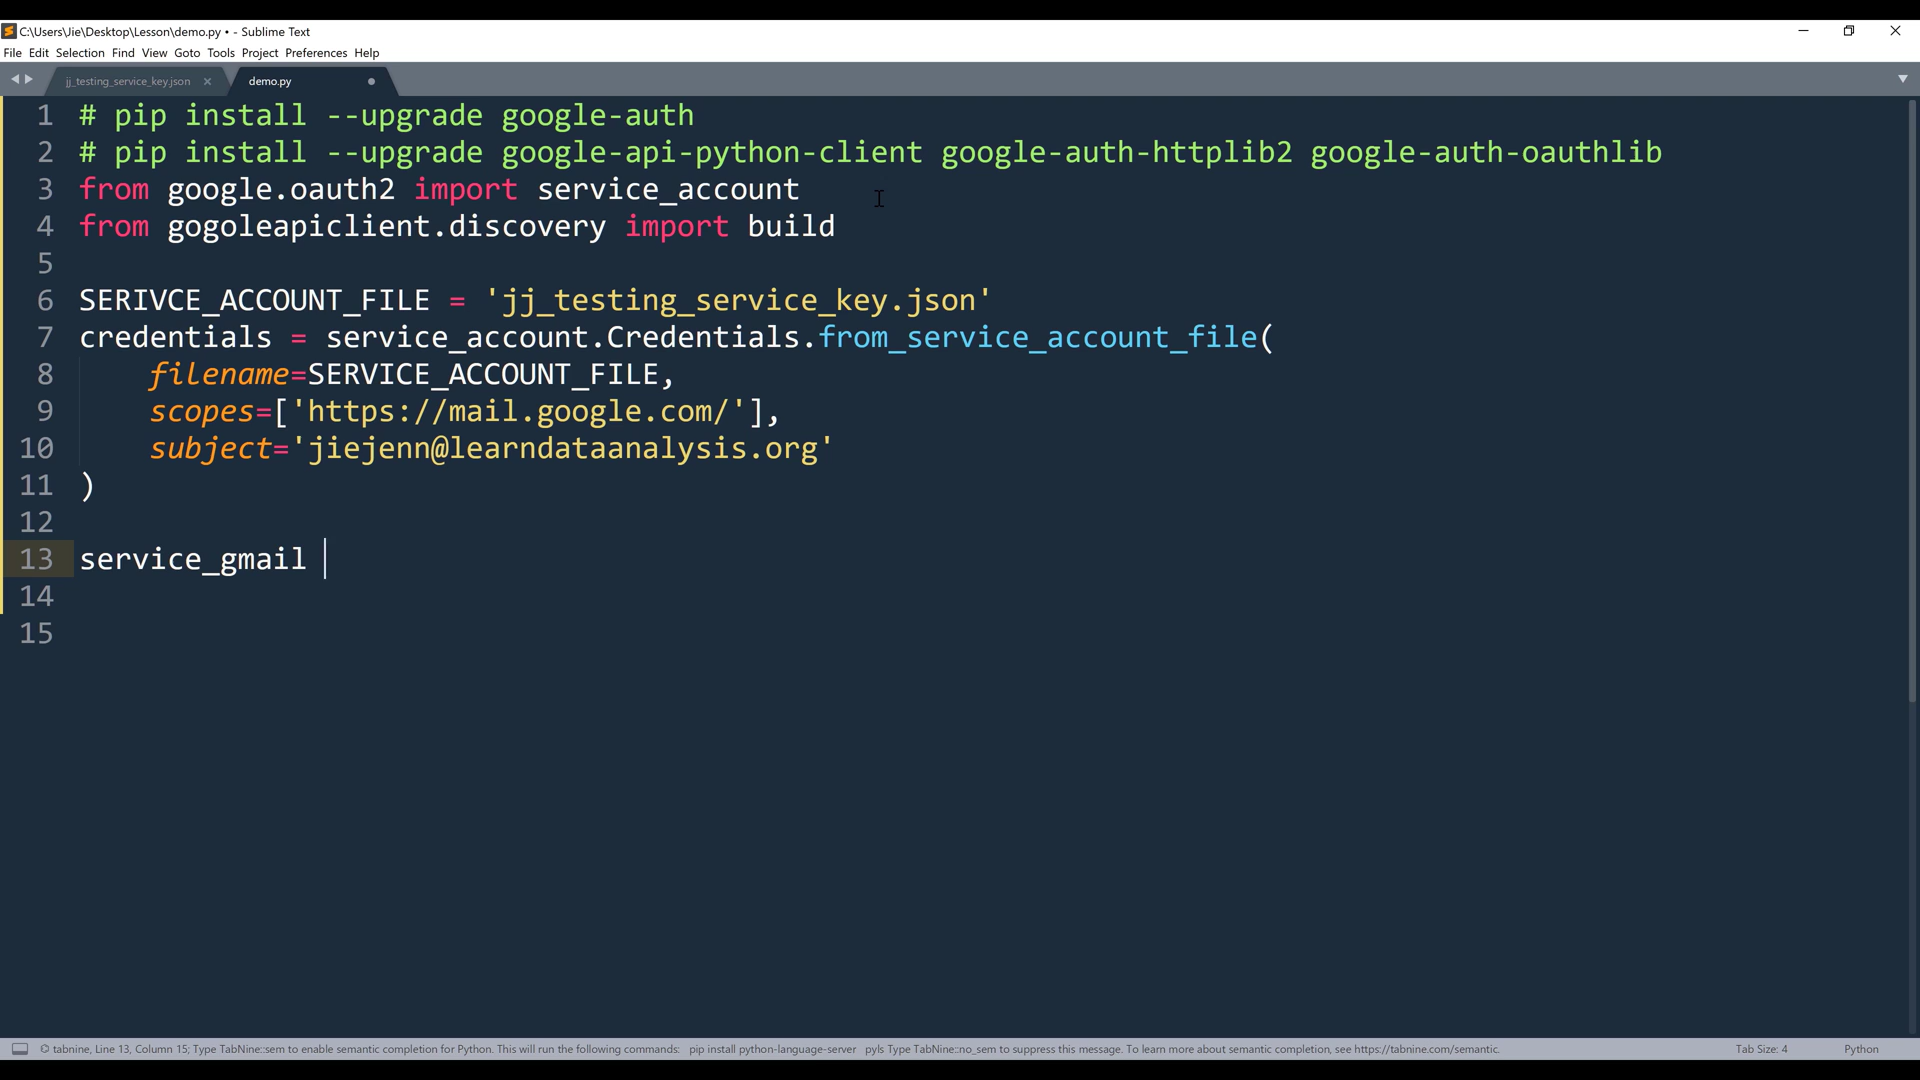 C:\Users\Jie\Desktop\Lesson\demo.py • - Sublime Text
File Edit Selection Find View Goto Tools Project Preferences Help
jj_testing_service_key.json × demo.py
1 # pip install --upgrade google-auth
2 # pip install --upgrade google-api-python-client google-auth-httplib2 google-auth-oauthlib
3 from google.oauth2 import service_account
4 from gogoleapiclient.discovery import build
5
6 SERIVCE_ACCOUNT_FILE = 'jj_testing_service_key.json'
7 credentials = service_account.Credentials.from_service_account_file(
8     filename=SERVICE_ACCOUNT_FILE,
9     scopes=['https://mail.google.com/'],
10     subject='jiejenn@learndataanalysis.org'
11 )
12
13 service_gmail
14
15
tabnine, Line 13, Column 15; Type TabNine::sem to enable semantic completion for Python. This will run the following commands:   pip install python-language-server   pyls Type TabNine::no_sem to suppress this message. To learn more about semantic completion, see https://tabnine.com/semantic. Tab Size: 4 Python